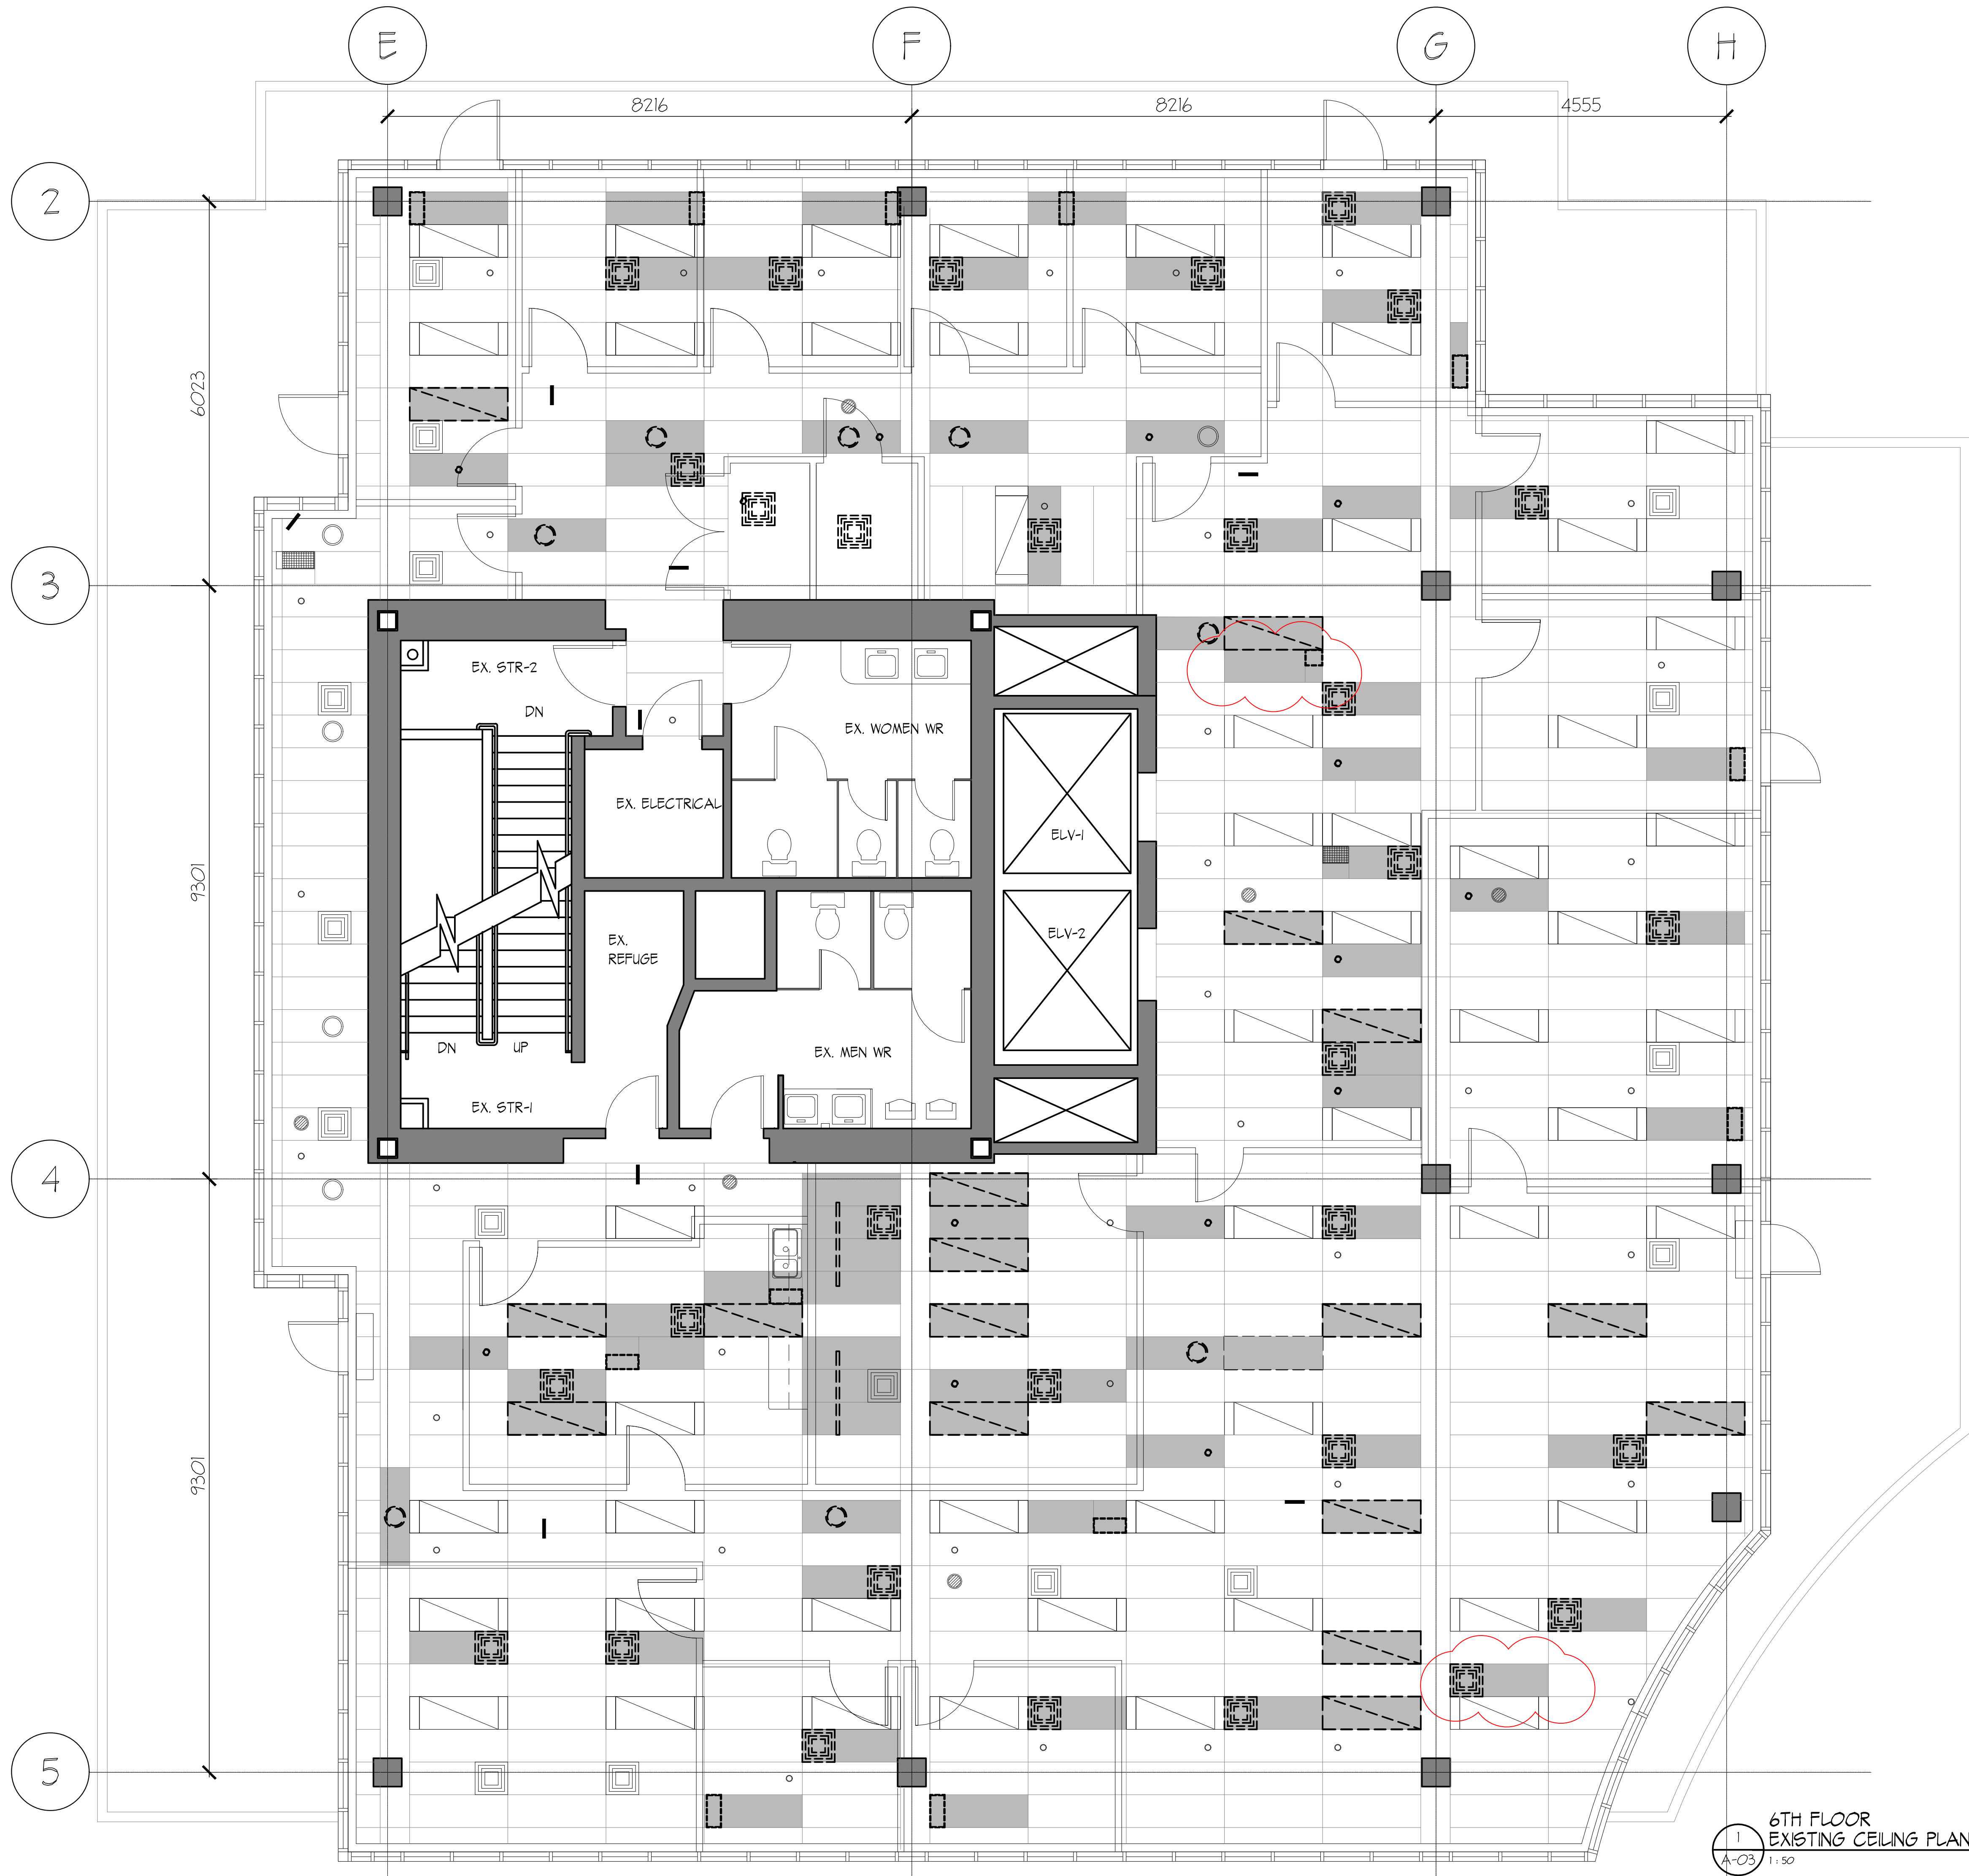 E
F
G
H
8216
8216
4555
2
6023
3
EX. STR-2
DN
EX. WOMEN WR
EX. ELECTRICAL
ELV-1
9301
EX.
REFUGE
ELV-2
DN
UP
EX. MEN WR
EX. STR-1
4
9301
5
1
A-03
6TH FLOOR
EXISTING CEILING PLAN
1 : 50